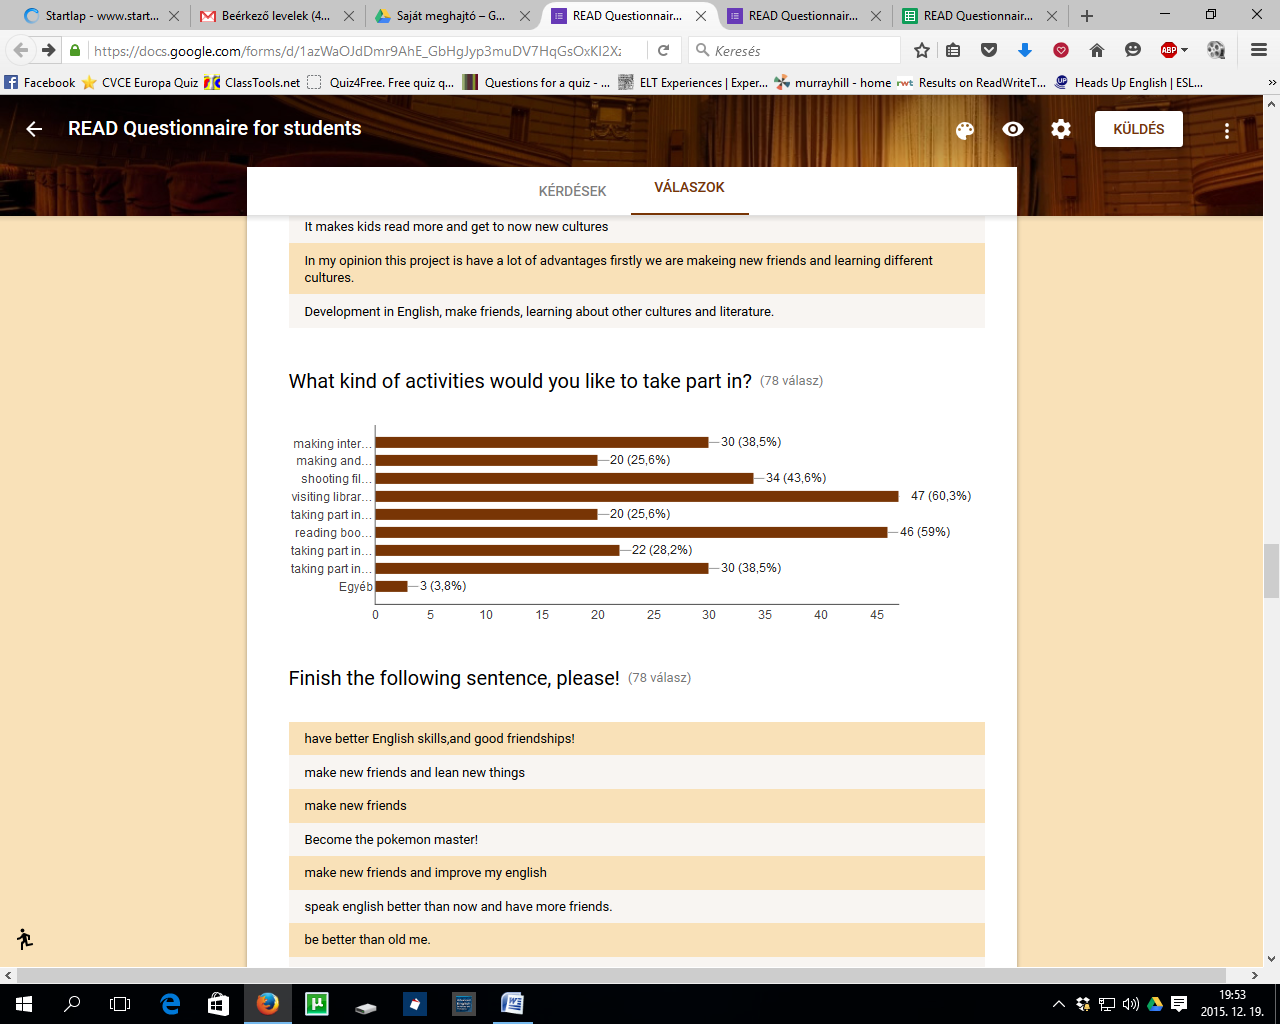 Startlap - www.start...
Beérkező levelek (4...
Saját meghajtó – G...
READ Questionnair...
READ Questionnair...
READ Questionnair...
https://docs.google.com/forms/d/1azWaOJdDmr9AhE_GbHgJyp3muDV7HqGsOxKI2Xz
Keresés
ABP
Facebook
CVCE Europa Quiz
ClassTools.net
Quiz4Free. Free quiz q...
Questions for a quiz - ...
ELT Experiences | Exper...
murrayhill - home
rwt
Results on ReadWriteT...
Heads Up English | ESL...
READ Questionnaire for students
KÜLDÉS
KÉRDÉSEK
VÁLASZOK
It makes kids read more and get to now new cultures
In my opinion this project is have a lot of advantages firstly we are makeing new friends and learning different
cultures.
Development in English, make friends, learning about other cultures and literature.
What kind of activities would you like to take part in? (78 válasz)
making inter... 30 (38,5%)
making and... 20 (25,6%)
shooting fil... 34 (43,6%)
visiting librar... 47 (60,3%)
taking part in... 20 (25,6%)
reading boo... 46 (59%)
taking part in... 22 (28,2%)
taking part in... 30 (38,5%)
Egyéb 3 (3,8%)
0 5 10 15 20 25 30 35 40 45
Finish the following sentence, please! (78 válasz)
have better English skills,and good friendships!
make new friends and lean new things
make new friends
Become the pokemon master!
make new friends and improve my english
speak english better than now and have more friends.
be better than old me.
19:53
2015. 12. 19.